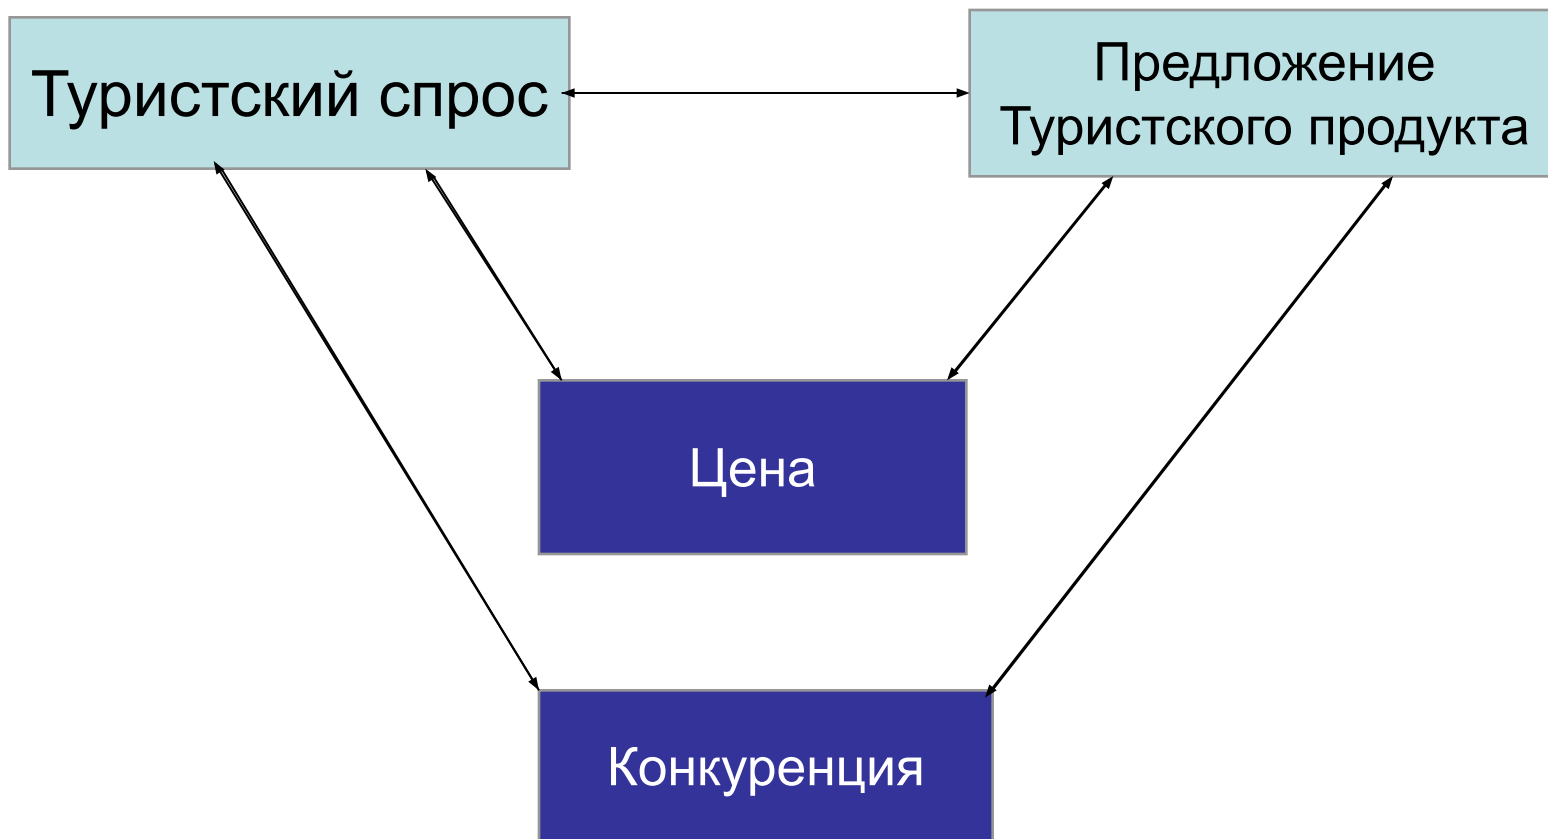 Туристский спрос
Предложение
Туристского продукта
Цена
Конкуренция